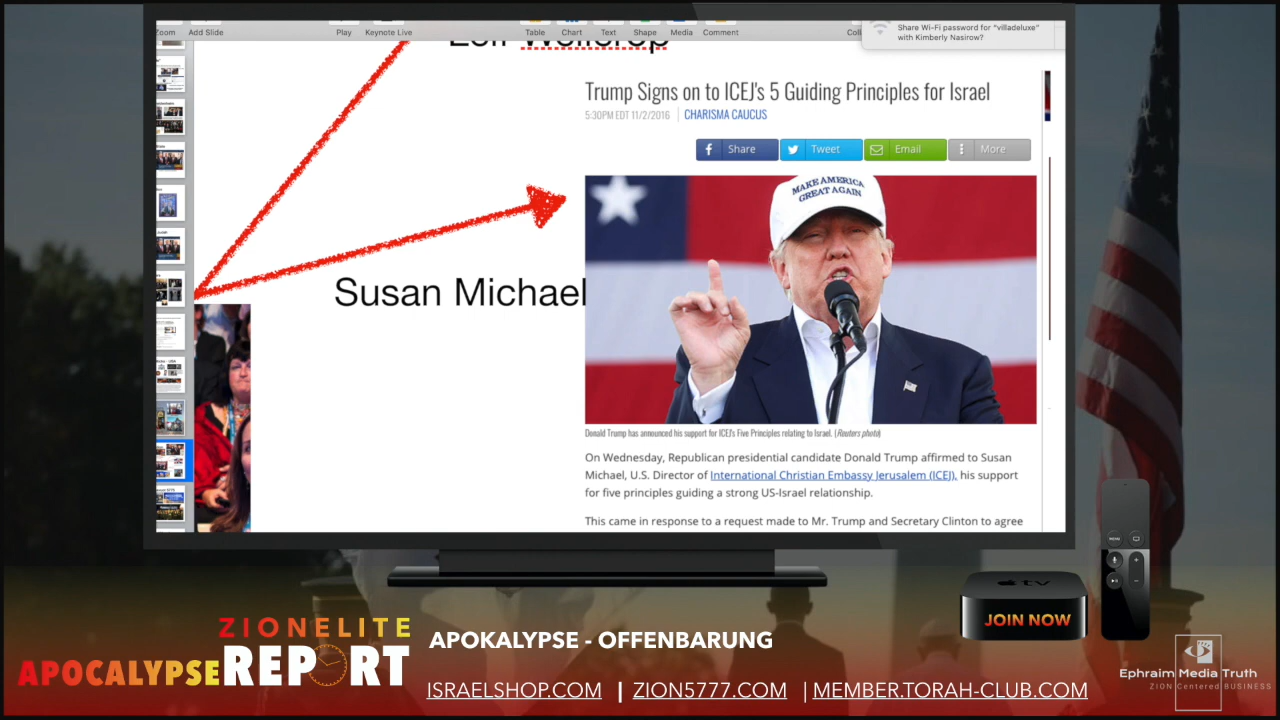 Zoom
Add Slide
Play
Keynote Live
Table
Chart
Text
Shape
Media
Comment
Share Wi-Fi password for “villadeluxe”
with Kimberly Nasirow?
Trump Signs on to ICEJ's 5 Guiding Principles for Israel
5:30PM EDT 11/2/2016 | CHARISMA CAUCUS
Share
Tweet
Email
More
MAKE AMERICA
GREAT AGAIN
Susan Michael
Donald Trump has announced his support for ICEJ's Five Principles relating to Israel. (Reuters photo)
On Wednesday, Republican presidential candidate Donald Trump affirmed to Susan
Michael, U.S. Director of International Christian Embassy Jerusalem (ICEJ), his support
for five principles guiding a strong US-Israel relationship.
This came in response to a request made to Mr. Trump and Secretary Clinton to agree
MENU
tv
JOIN NOW
ZIONELITE
APOCALYPSE REPORT
APOKALYPSE - OFFENBARUNG
ISRAELSHOP.COM | ZION5777.COM | MEMBER.TORAH-CLUB.COM
Ephraim Media Truth
ZION Centered BUSINESS